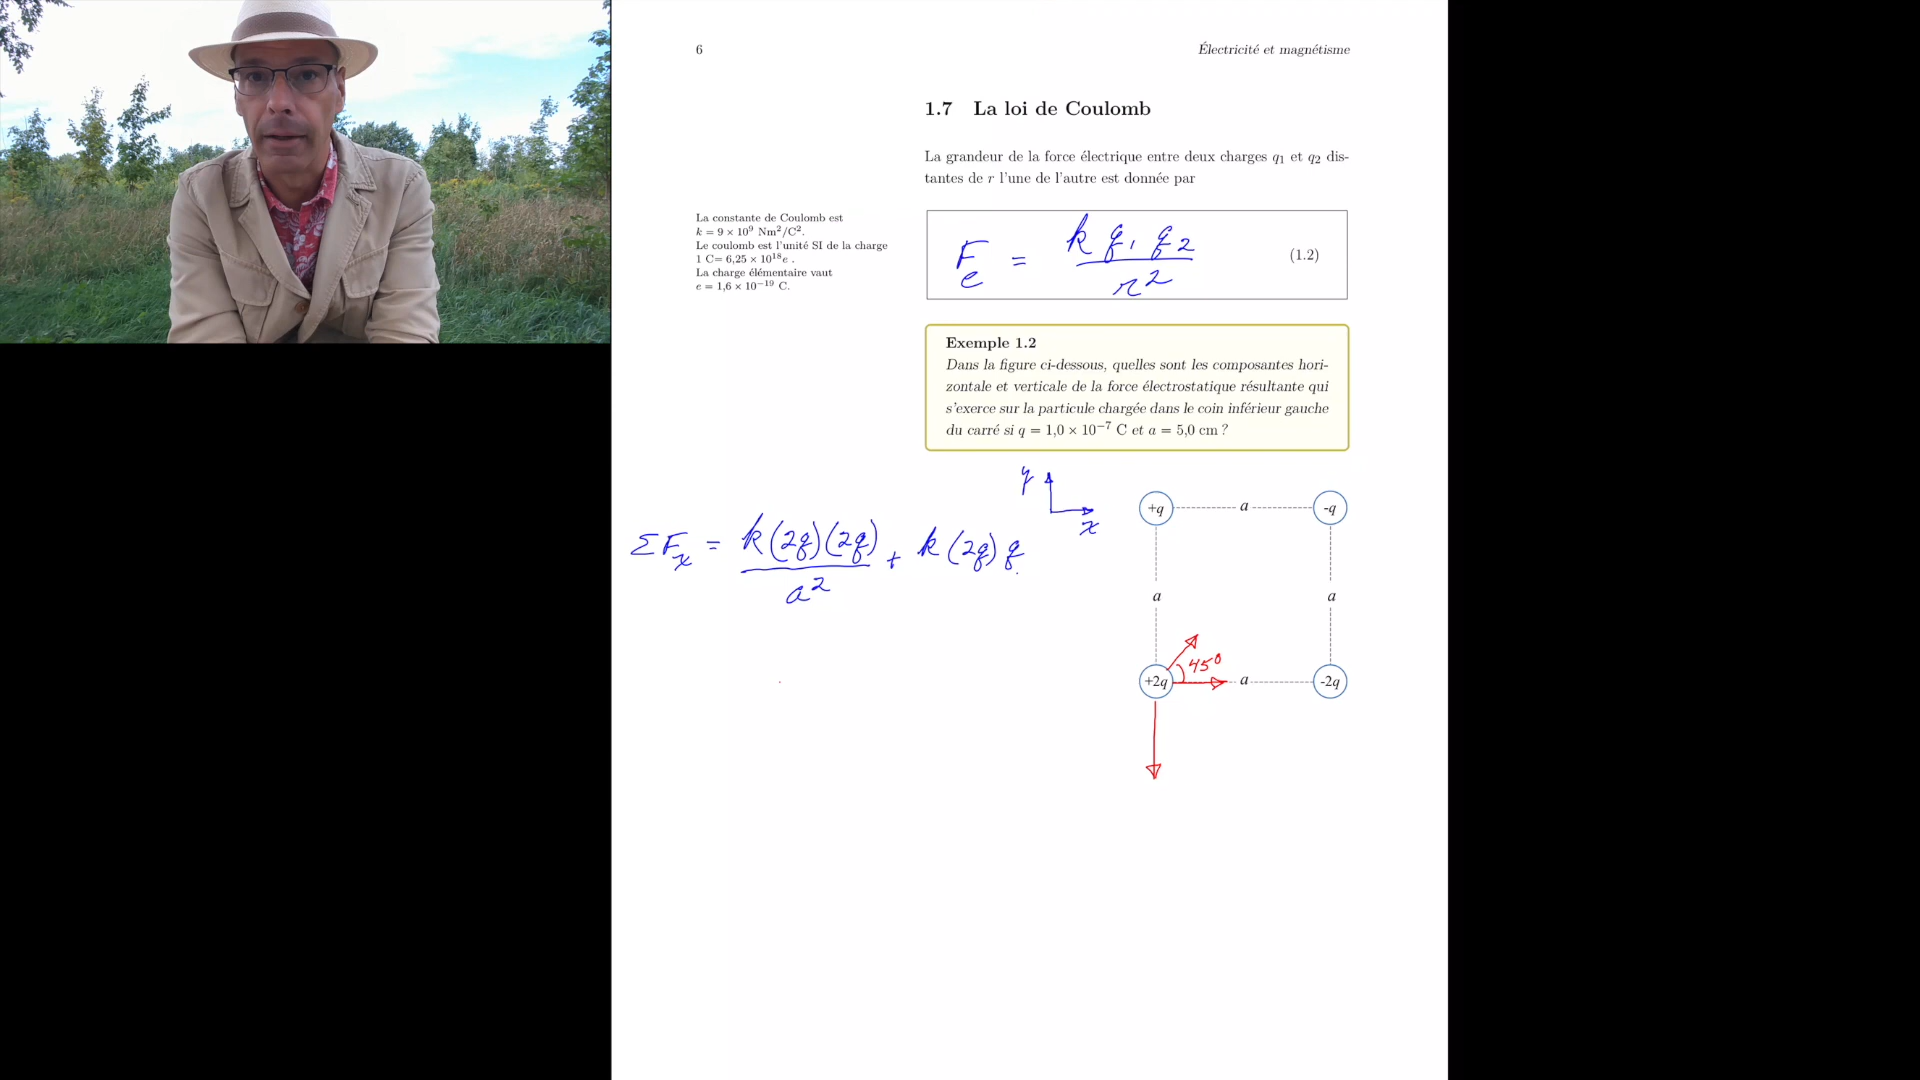 6
Électricité et magnétisme
1.7 La loi de Coulomb
La grandeur de la force électrique entre deux charges q₁ et q₂ dis-
tantes de r l'une de l'autre est donnée par
La constante de Coulomb est
k = 9 × 10⁹ Nm²/C².
Le coulomb est l'unité SI de la charge
1 C= 6,25 × 10¹⁸e .
La charge élémentaire vaut
e = 1,6 × 10⁻¹⁹ C.
Fe = k q₁ q₂ / r²
(1.2)
Exemple 1.2
Dans la figure ci-dessous, quelles sont les composantes hori-
zontale et verticale de la force électrostatique résultante qui
s'exerce sur la particule chargée dans le coin inférieur gauche
du carré si q = 1,0 × 10⁻⁷ C et a = 5,0 cm ?
y
x
ΣFx = k(2q)(2q) / a² + k(2q)q
+q
a
-q
a
a
45°
+2q
a
-2q